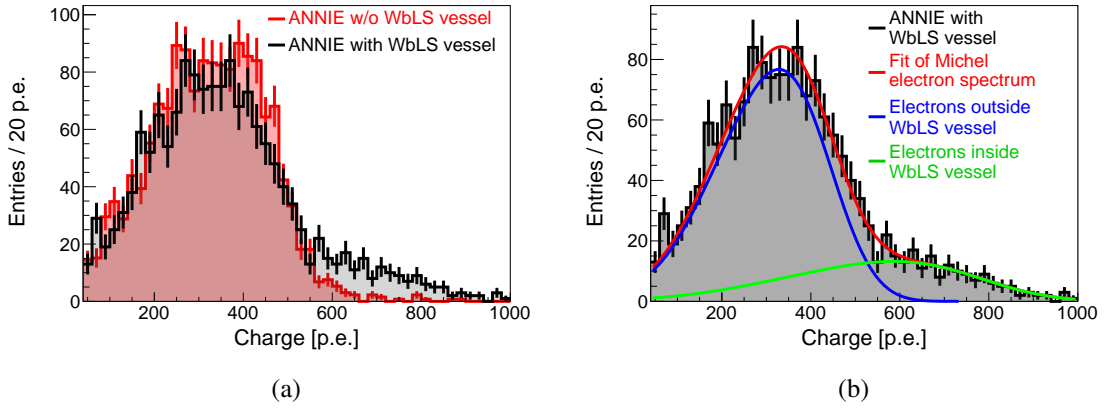 ANNIE w/o WbLS vessel
ANNIE with WbLS vessel
Entries / 20 p.e.
100
80
60
40
20
0
200
400
600
800
1000
Charge [p.e.]
(a)
ANNIE with
WbLS vessel
Fit of Michel
electron spectrum
Electrons outside
WbLS vessel
Electrons inside
WbLS vessel
Entries / 20 p.e.
80
60
40
20
0
200
400
600
800
1000
Charge [p.e.]
(b)